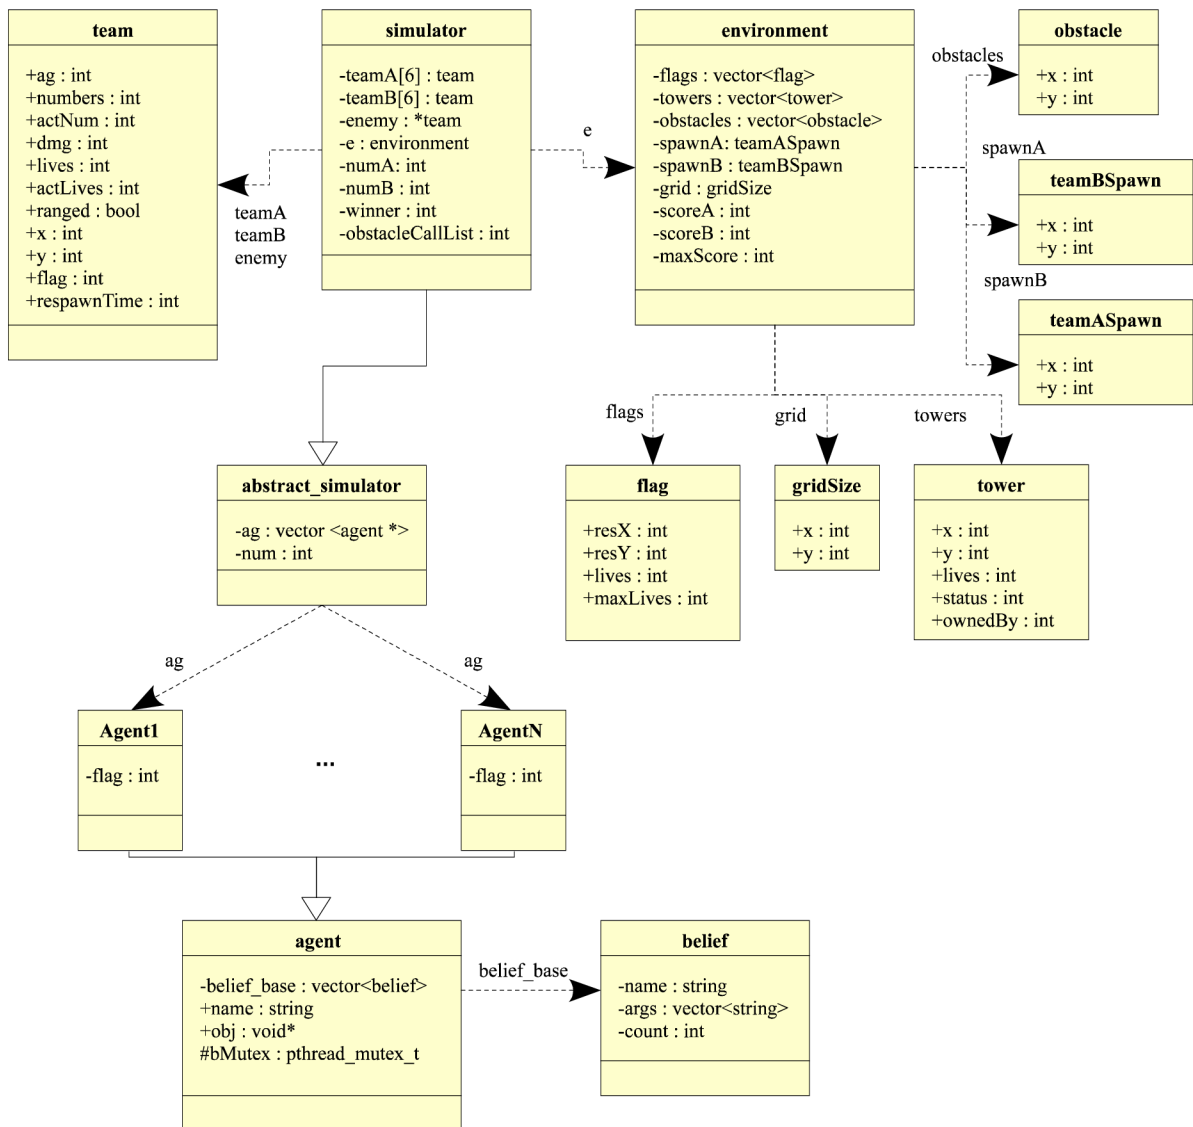 team
+ag : int
+numbers : int
+actNum : int
+dmg : int
+lives : int
+actLives : int
+ranged : bool
+x : int
+y : int
+flag : int
+respawnTime : int
simulator
-teamA[6] : team
-teamB[6] : team
-enemy : *team
-e : environment
-numA: int
-numB : int
-winner : int
-obstacleCallList : int
teamA
teamB
enemy
e
environment
-flags : vector<flag>
-towers : vector<tower>
-obstacles : vector<obstacle>
-spawnA: teamASpawn
-spawnB : teamBSpawn
-grid : gridSize
-scoreA : int
-scoreB : int
-maxScore : int
obstacles
obstacle
+x : int
+y : int
spawnA
teamBSpawn
+x : int
+y : int
spawnB
teamASpawn
+x : int
+y : int
flags
grid
towers
abstract_simulator
-ag : vector <agent *>
-num : int
flag
+resX : int
+resY : int
+lives : int
+maxLives : int
gridSize
+x : int
+y : int
tower
+x : int
+y : int
+lives : int
+status : int
+ownedBy : int
ag
ag
Agent1
-flag : int
...
AgentN
-flag : int
agent
-belief_base : vector<belief>
+name : string
+obj : void*
#bMutex : pthread_mutex_t
belief_base
belief
-name : string
-args : vector<string>
-count : int